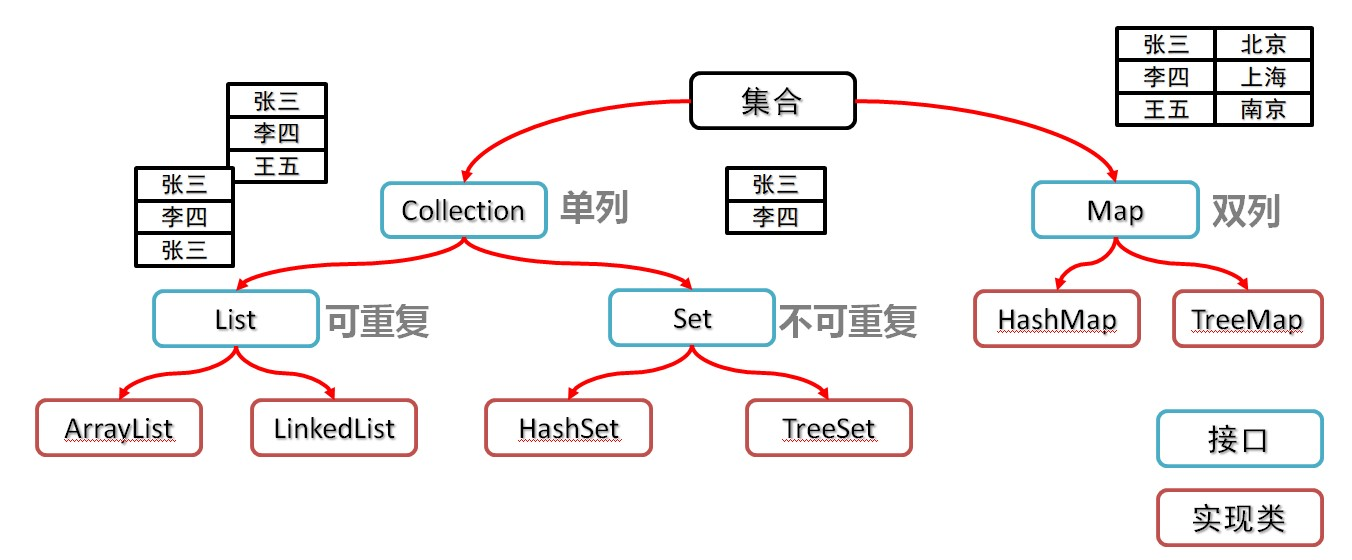 集合
张三 北京
李四 上海
王五 南京
张三
李四
王五
张三
李四
张三
张三
李四
Collection 单列
Map 双列
List 可重复
Set 不可重复
HashMap
TreeMap
ArrayList
LinkedList
HashSet
TreeSet
接口
实现类